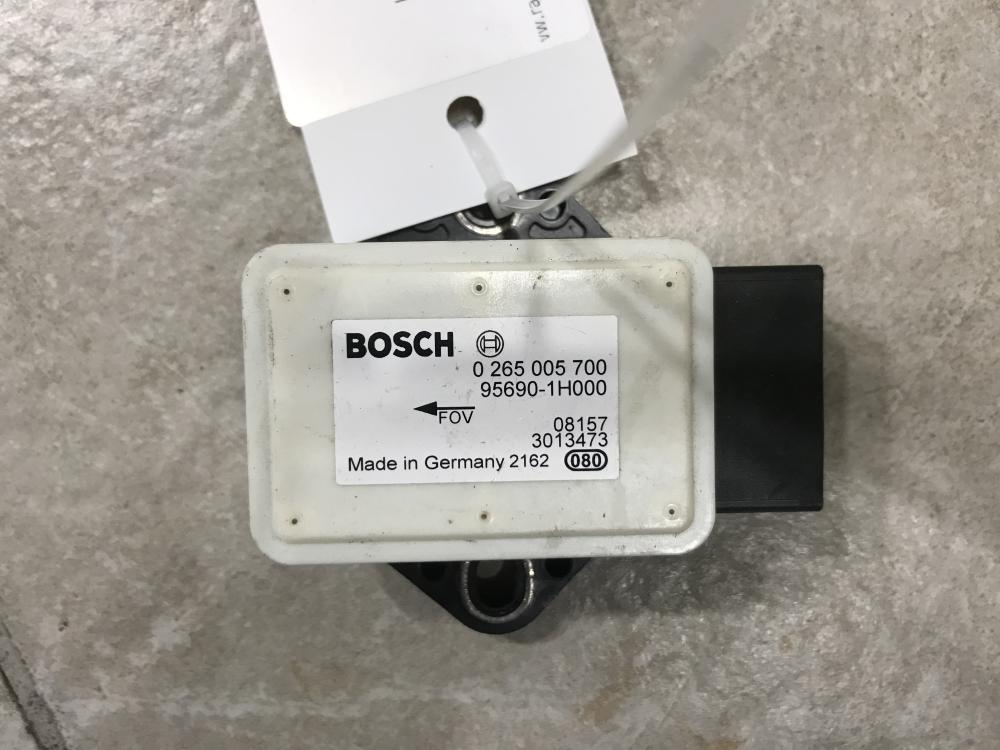 BOSCH
0 265 005 700
95690-1H000
FOV
08157
3013473
Made in Germany 2162 080